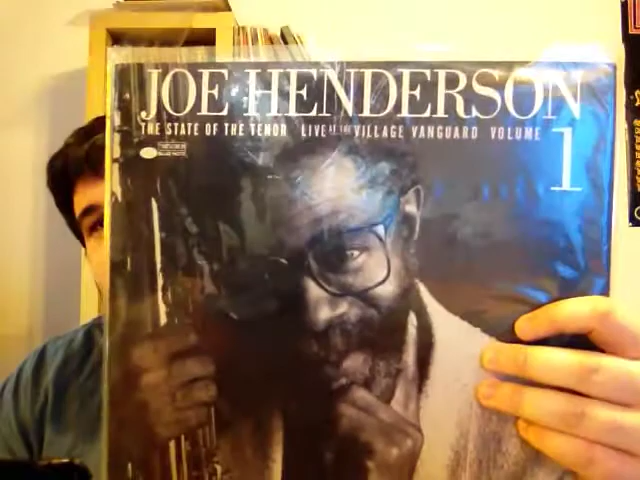 JOE HENDERSON
THE STATE OF THE TENOR LIVE AT THE VILLAGE VANGUARD VOLUME 1